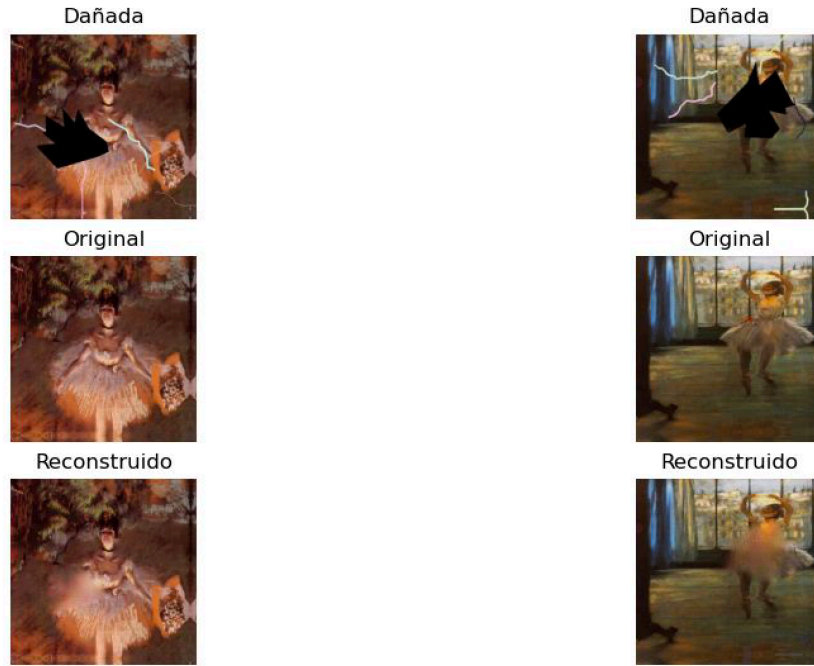 Dañada
Dañada
Original
Original
Reconstruido
Reconstruido